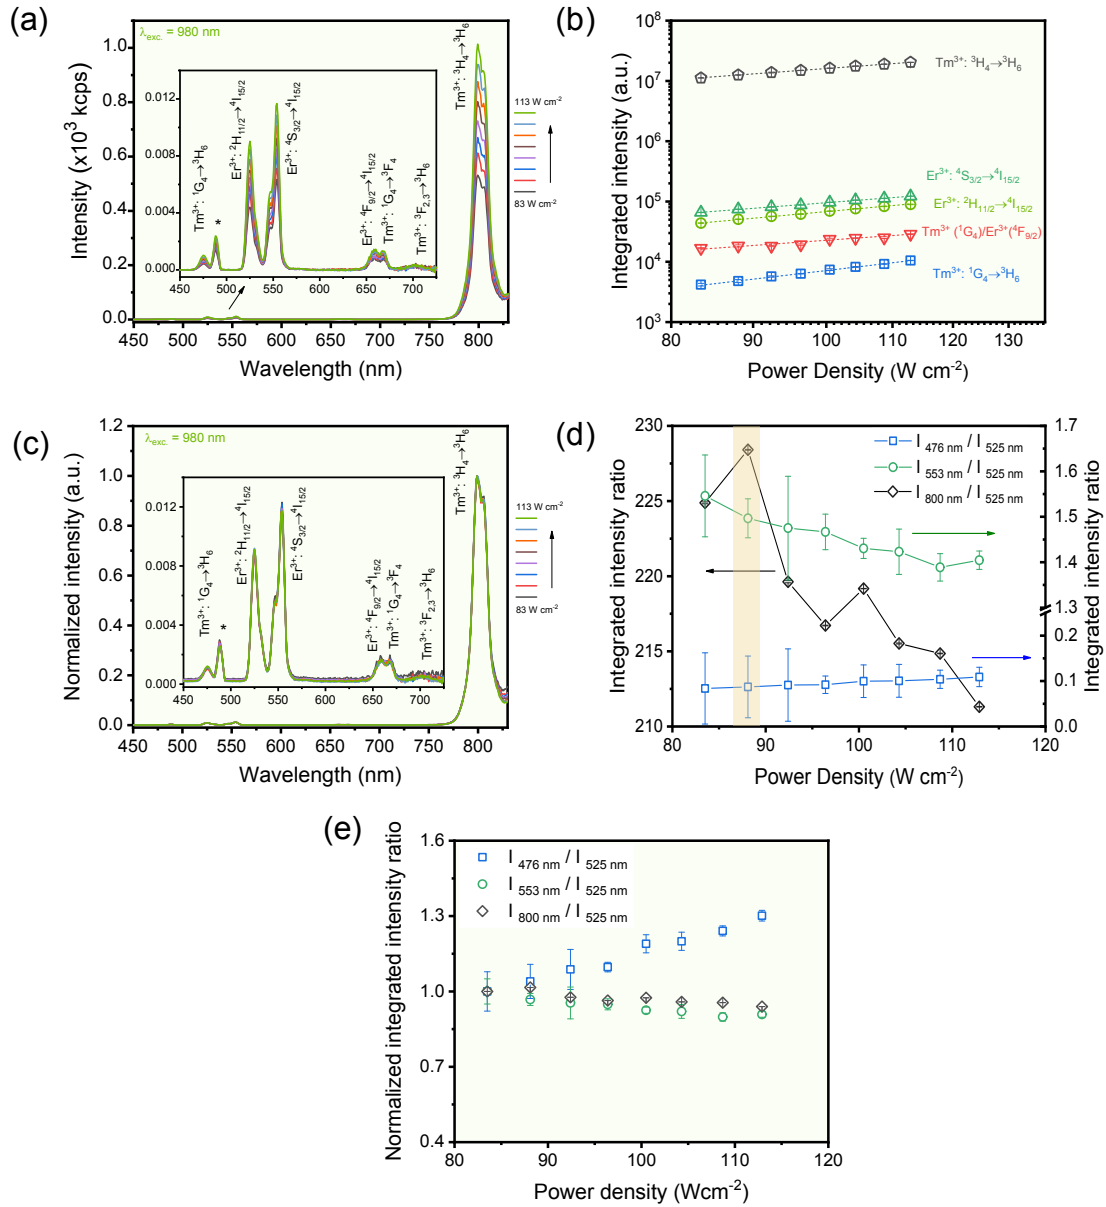 (a)
λexc. = 980 nm
Intensity (x10³ kcps)
1.0
0.8
0.6
0.4
0.2
0.0
450 500 550 600 650 700 750 800
Wavelength (nm)
0.012
0.008
0.004
0.000
450 500 550 600 650 700
Tm³⁺: ¹G₄→³H₆
*
Er³⁺: ²H₁₁/₂→⁴I₁₅/₂
Er³⁺: ⁴S₃/₂→⁴I₁₅/₂
Er³⁺: ⁴F₉/₂→⁴I₁₅/₂
Tm³⁺: ¹G₄→³F₄
Tm³⁺: ³F₂,₃→³H₆
Tm³⁺: ³H₄→³H₆
113 W cm⁻²
83 W cm⁻²
(b)
Integrated intensity (a.u.)
10⁸
10⁷
10⁶
10⁵
10⁴
10³
Tm³⁺: ³H₄→³H₆
Er³⁺: ⁴S₃/₂→⁴I₁₅/₂
Er³⁺: ²H₁₁/₂→⁴I₁₅/₂
Tm³⁺ (¹G₄)/Er³⁺(⁴F₉/₂)
Tm³⁺: ¹G₄→³H₆
80 90 100 110 120 130
Power Density (W cm⁻²)
(c)
λexc. = 980 nm
Normalized intensity (a.u.)
1.2
1.0
0.8
0.6
0.4
0.2
0.0
450 500 550 600 650 700 750 800
Wavelength (nm)
0.012
0.008
0.004
0.000
450 500 550 600 650 700
Tm³⁺: ¹G₄→³H₆
*
Er³⁺: ²H₁₁/₂→⁴I₁₅/₂
Er³⁺: ⁴S₃/₂→⁴I₁₅/₂
Er³⁺: ⁴F₉/₂→⁴I₁₅/₂
Tm³⁺: ¹G₄→³F₄
Tm³⁺: ³F₂,₃→³H₆
Tm³⁺: ³H₄→³H₆
113 W cm⁻²
83 W cm⁻²
(d)
Integrated intensity ratio
230
225
220
215
210
I 476 nm / I 525 nm
I 553 nm / I 525 nm
I 800 nm / I 525 nm
1.7
1.6
1.5
1.4
1.3
0.2
0.1
0.0
Integrated intensity ratio
80 90 100 110 120
Power Density (W cm⁻²)
(e)
Normalized integrated intensity ratio
1.6
1.3
1.0
0.7
0.4
I 476 nm / I 525 nm
I 553 nm / I 525 nm
I 800 nm / I 525 nm
80 90 100 110 120
Power density (Wcm⁻²)